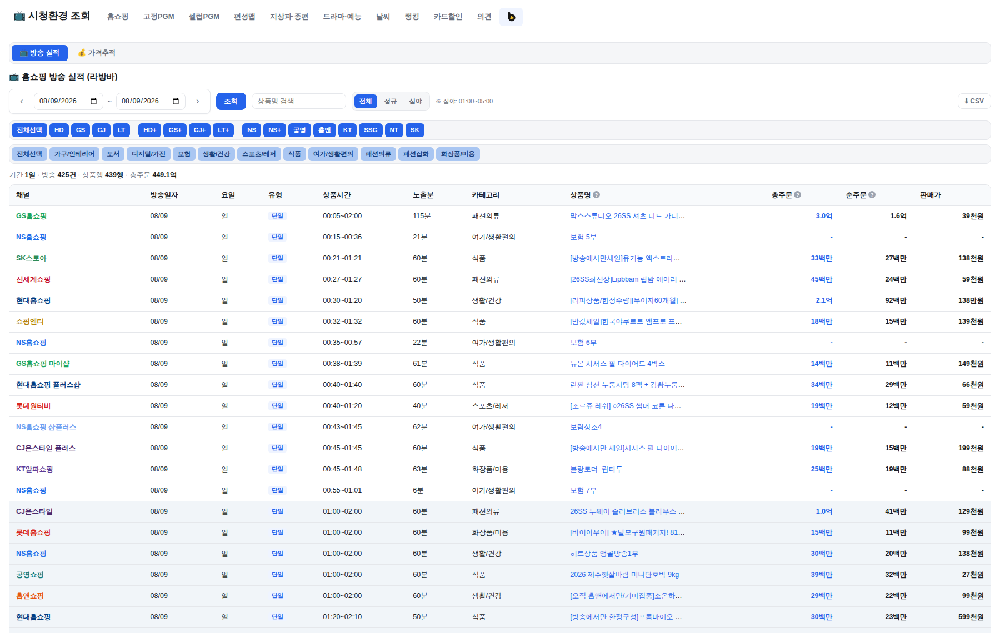 📺 시청환경 조회 홈쇼핑 고정PGM 셀럽PGM 편성맵 지상파·종편 드라마·예능 날씨 랭킹 카드할인 의견
📺 방송 실적 💰 가격추적
📺 홈쇼핑 방송 실적 (라방바)
‹ 08/09/2026 ~ 08/09/2026 › 조회 상품명 검색 전체 정규 심야 ※ 심야: 01:00~05:00 ⬇ CSV
전체선택 HD GS CJ LT HD+ GS+ CJ+ LT+ NS NS+ 공영 홈앤 KT SSG NT SK
전체선택 가구/인테리어 도서 디지털/가전 보험 생활/건강 스포츠/레저 식품 여가/생활편의 패션의류 패션잡화 화장품/미용
기간 1일 · 방송 425건 · 상품행 439행 · 총주문 449.1억
채널 방송일자 요일 유형 상품시간 노출분 카테고리 상품명 ? 총주문 ? 순주문 ? 판매가
GS홈쇼핑 08/09 일 단일 00:05~02:00 115분 패션의류 막스스튜디오 26SS 셔츠 니트 가디… 3.0억 1.6억 39천원
NS홈쇼핑 08/09 일 단일 00:15~00:36 21분 여가/생활편의 보험 5부 - - -
SK스토아 08/09 일 단일 00:21~01:21 60분 식품 [방송에서만세일]유기농 엑스트라… 33백만 27백만 138천원
신세계쇼핑 08/09 일 단일 00:27~01:27 60분 패션의류 [26SS최신상]Lipbbam 립밤 에어리 … 45백만 24백만 59천원
현대홈쇼핑 08/09 일 단일 00:30~01:20 50분 생활/건강 [리퍼상품/한정수량][무이자60개월] … 2.1억 92백만 138만원
쇼핑엔티 08/09 일 단일 00:32~01:32 60분 식품 [반값세일]한국야쿠르트 엠프로 프… 18백만 15백만 139천원
NS홈쇼핑 08/09 일 단일 00:35~00:57 22분 여가/생활편의 보험 6부 - - -
GS홈쇼핑 마이샵 08/09 일 단일 00:38~01:39 61분 식품 뉴온 시서스 필 다이어트 4박스 14백만 11백만 149천원
현대홈쇼핑 플러스샵 08/09 일 단일 00:40~01:40 60분 식품 린찐 삼선 누룽지탕 8팩 + 강황누룽… 34백만 29백만 66천원
롯데원티비 08/09 일 단일 00:40~01:20 40분 스포츠/레저 [조르쥬 레쉬] ○26SS 썸머 코튼 나… 19백만 12백만 59천원
NS홈쇼핑 샵플러스 08/09 일 단일 00:43~01:45 62분 여가/생활편의 보람상조4 - - -
CJ온스타일 플러스 08/09 일 단일 00:45~01:45 60분 식품 [방송에서만 세일]시서스 필 다이어… 19백만 15백만 199천원
KT알파쇼핑 08/09 일 단일 00:45~01:48 63분 화장품/미용 블랑로더_립타투 25백만 19백만 88천원
NS홈쇼핑 08/09 일 단일 00:55~01:01 6분 여가/생활편의 보험 7부 - - -
CJ온스타일 08/09 일 단일 01:00~02:00 60분 패션의류 26SS 투웨이 슬리브리스 블라우스 … 1.0억 41백만 129천원
롯데홈쇼핑 08/09 일 단일 01:00~02:00 60분 화장품/미용 [바이아우어] ★탈모구원패키지! 81… 15백만 11백만 99천원
NS홈쇼핑 08/09 일 단일 01:00~02:00 60분 생활/건강 히트상품 앵콜방송1부 30백만 20백만 138천원
공영쇼핑 08/09 일 단일 01:00~02:00 60분 식품 2026 제주햇살바람 미니단호박 9kg 39백만 32백만 27천원
홈앤쇼핑 08/09 일 단일 01:00~02:00 60분 생활/건강 [오직 홈앤에서만/기미집중]소온하… 29백만 22백만 99천원
현대홈쇼핑 08/09 일 단일 01:20~02:10 50분 식품 [방송에서만 한정구성]프롬바이오 … 30백만 23백만 599천원